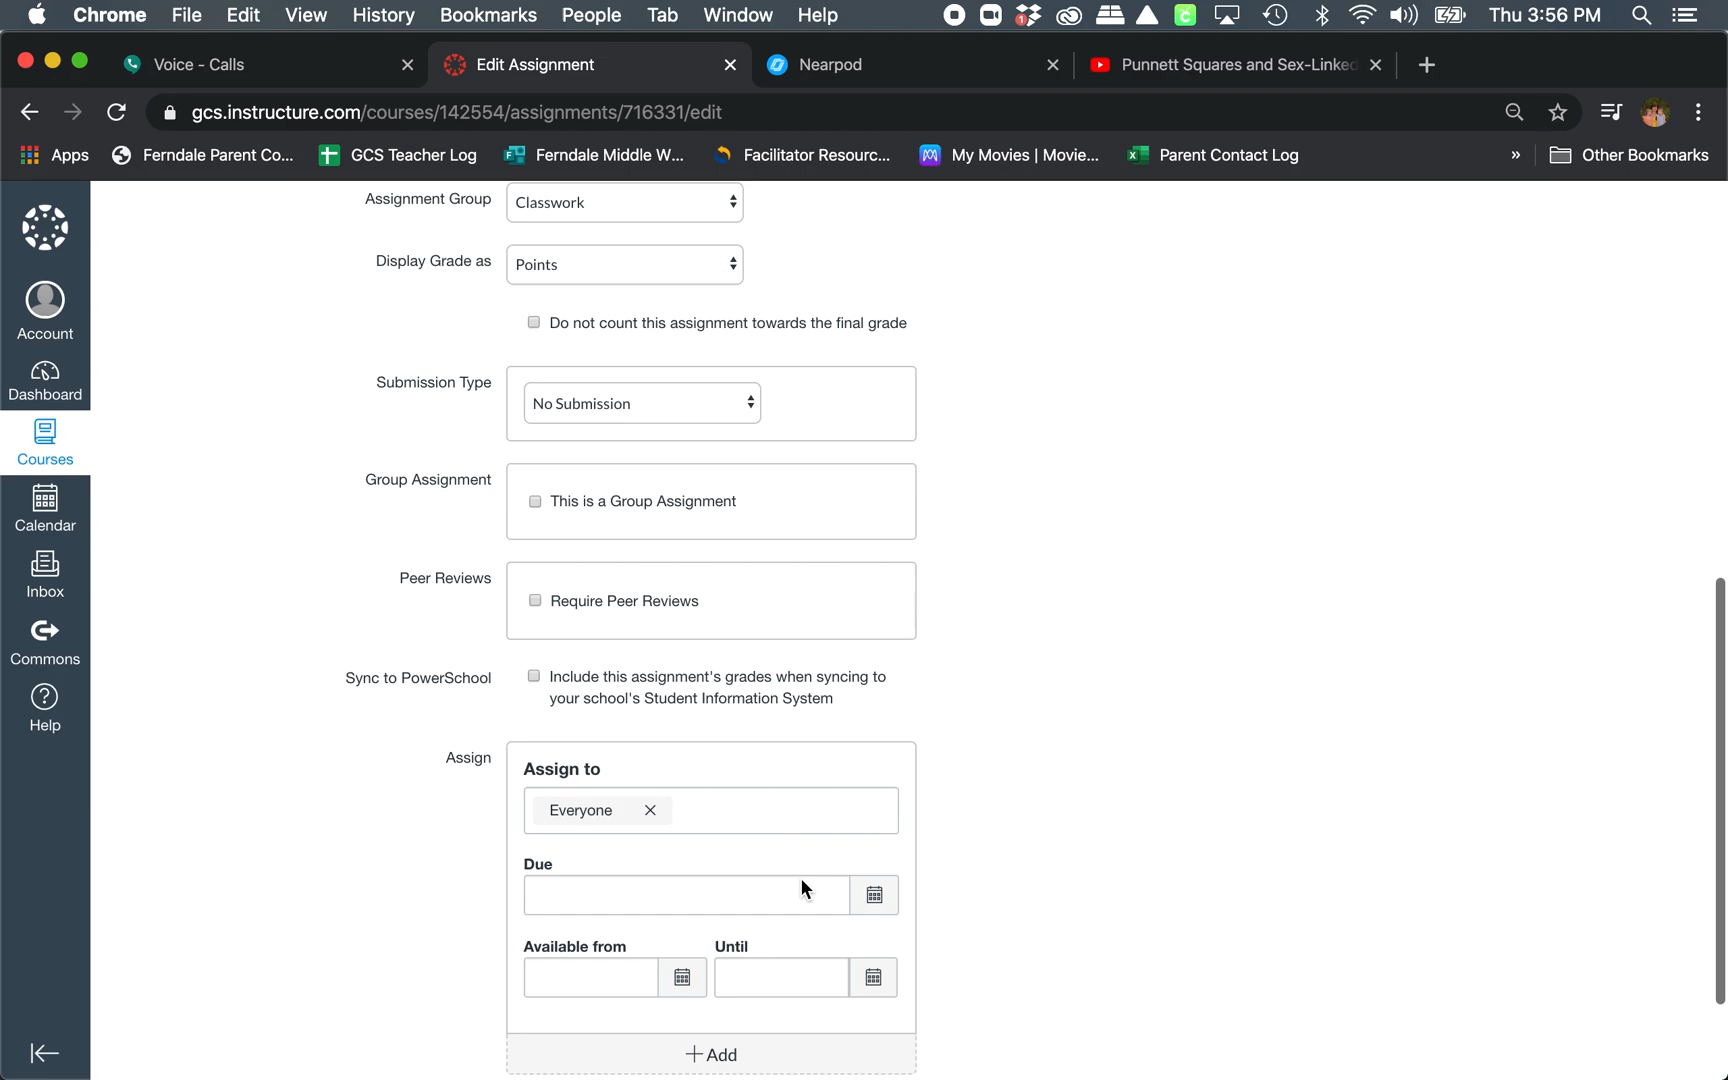 Chrome File Edit View History Bookmarks People Tab Window Help 1 Thu 3:56 PM
Voice - Calls Edit Assignment Nearpod Punnett Squares and Sex-Linked
gcs.instructure.com/courses/142554/assignments/716331/edit
Apps Ferndale Parent Co... GCS Teacher Log Ferndale Middle W... Facilitator Resourc... My Movies | Movie... Parent Contact Log » Other Bookmarks
Assignment Group Classwork
Display Grade as Points
Do not count this assignment towards the final grade
Submission Type
No Submission
Group Assignment
This is a Group Assignment
Peer Reviews
Require Peer Reviews
Sync to PowerSchool Include this assignment's grades when syncing to
your school's Student Information System
Assign
Assign to
Everyone
Due
Available from Until
+ Add
Account
Dashboard
Courses
Calendar
Inbox
Commons
Help